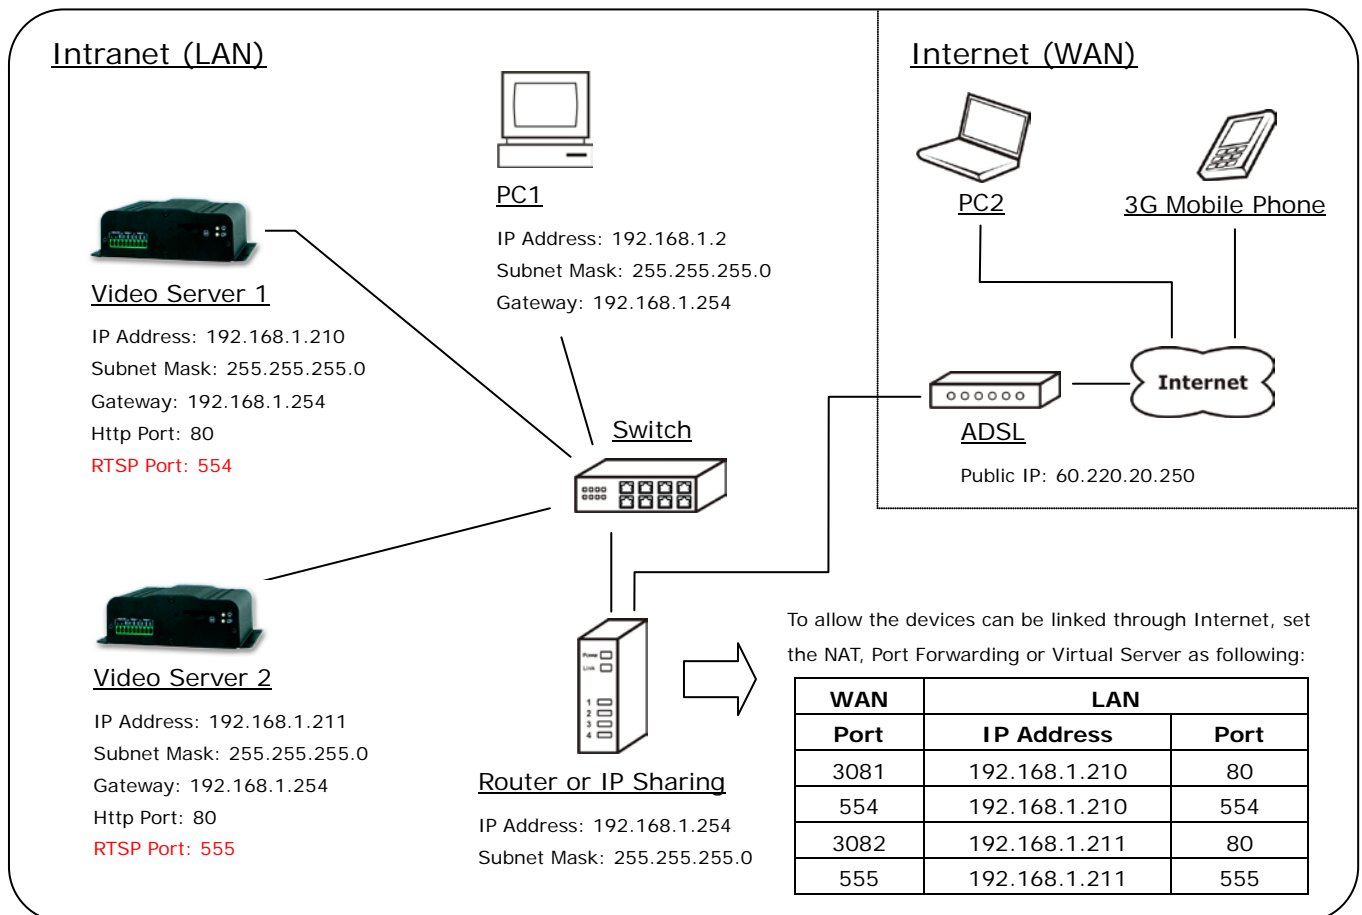 Intranet (LAN)
Internet (WAN)
PC1
IP Address: 192.168.1.2
Subnet Mask: 255.255.255.0
Gateway: 192.168.1.254
PC2
3G Mobile Phone
Video Server 1
IP Address: 192.168.1.210
Subnet Mask: 255.255.255.0
Gateway: 192.168.1.254
Http Port: 80
RTSP Port: 554
Internet
ADSL
Public IP: 60.220.20.250
Switch
Video Server 2
IP Address: 192.168.1.211
Subnet Mask: 255.255.255.0
Gateway: 192.168.1.254
Http Port: 80
RTSP Port: 555
Power
Link
1
2
3
4
Router or IP Sharing
IP Address: 192.168.1.254
Subnet Mask: 255.255.255.0
To allow the devices can be linked through Internet, set
the NAT, Port Forwarding or Virtual Server as following:
WAN LAN
Port IP Address Port
3081 192.168.1.210 80
554 192.168.1.210 554
3082 192.168.1.211 80
555 192.168.1.211 555